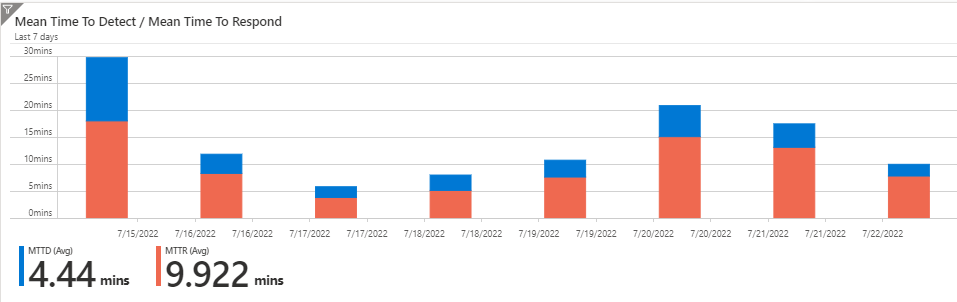 Mean Time To Detect / Mean Time To Respond
Last 7 days
30mins
25mins
20mins
15mins
10mins
5mins
0mins
7/15/2022 7/16/2022 7/16/2022 7/17/2022 7/17/2022 7/18/2022 7/18/2022 7/19/2022 7/19/2022 7/20/2022 7/20/2022 7/21/2022 7/21/2022 7/22/2022
MTTD (Avg) MTTR (Avg)
4.44 mins 9.922 mins